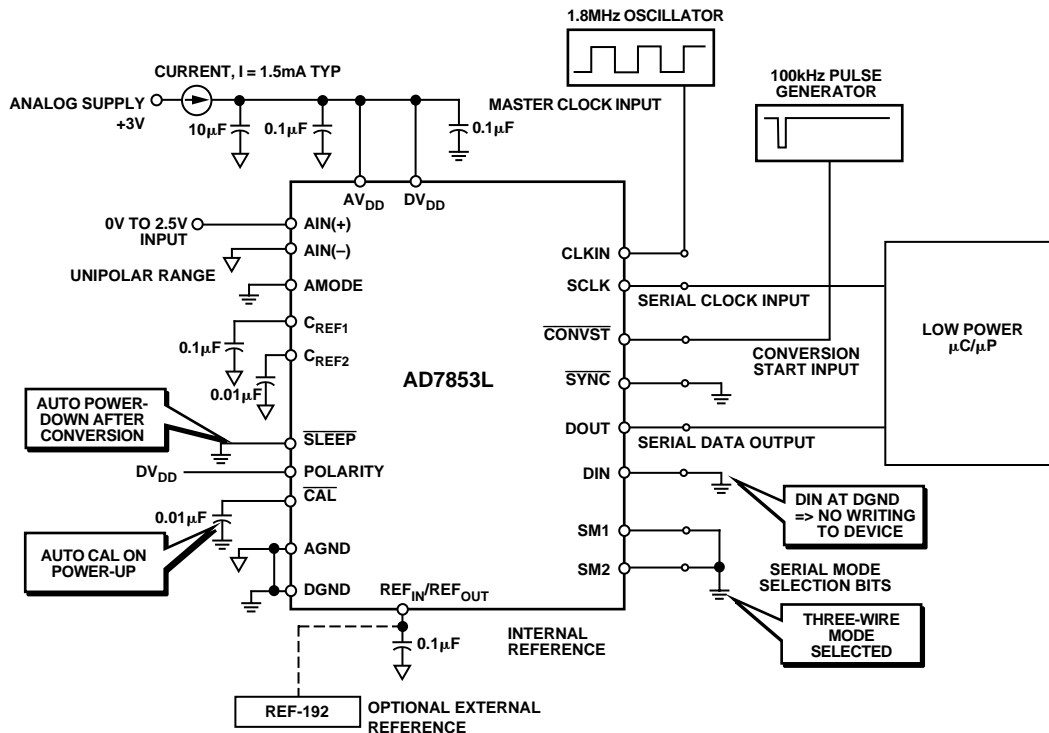 1.8MHz OSCILLATOR
CURRENT, I = 1.5mA TYP
100kHz PULSE
GENERATOR
ANALOG SUPPLY
+3V
MASTER CLOCK INPUT
10µF
0.1µF
0.1µF
AVDD
DVDD
0V TO 2.5V
INPUT
AIN(+)
AIN(–)
UNIPOLAR RANGE
AMODE
CREF1
0.1µF
CREF2
0.01µF
AD7853L
CLKIN
SCLK
SERIAL CLOCK INPUT
CONVST
CONVERSION
START INPUT
SYNC
DOUT
SERIAL DATA OUTPUT
LOW POWER
µC/µP
AUTO POWER-
DOWN AFTER
CONVERSION
SLEEP
DVDD
POLARITY
CAL
0.01µF
AUTO CAL ON
POWER-UP
AGND
DGND
REFIN/REFOUT
DIN
DIN AT DGND
=> NO WRITING
TO DEVICE
SM1
SM2
SERIAL MODE
SELECTION BITS
THREE-WIRE
MODE
SELECTED
0.1µF
INTERNAL
REFERENCE
REF-192
OPTIONAL EXTERNAL
REFERENCE